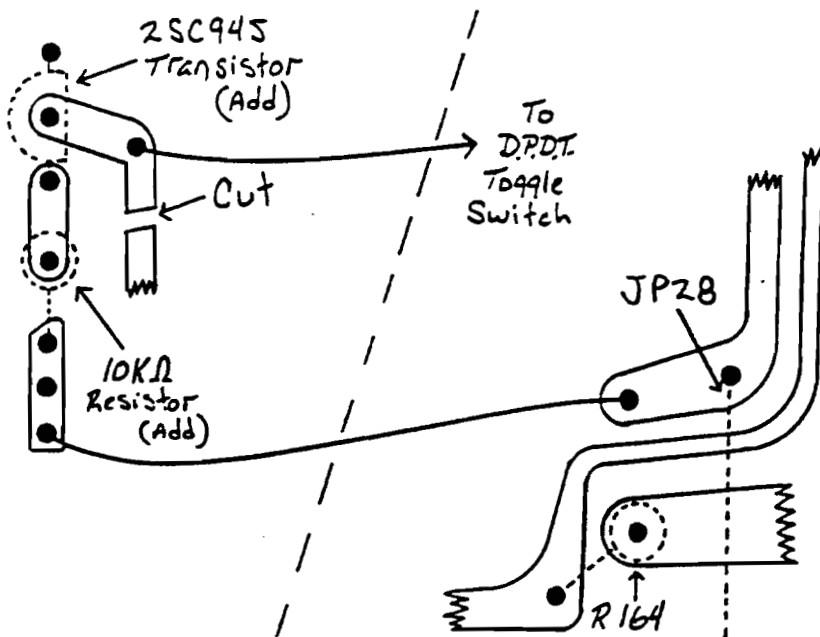 2SC945
Transistor
(Add)
To
D.P.D.T.
Toggle
Switch
Cut
JP28
10KΩ
Resistor
(Add)
R164